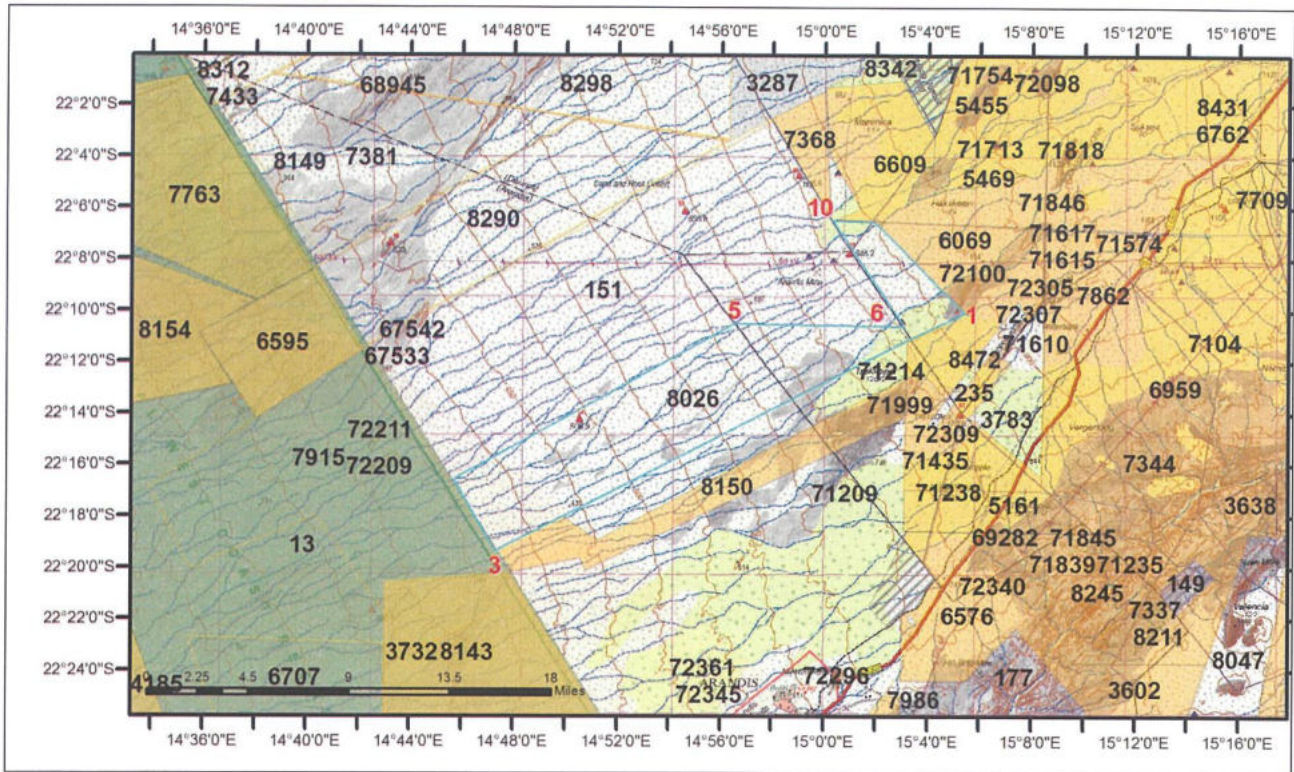 14°36'0"E 14°40'0"E 14°44'0"E 14°48'0"E 14°52'0"E 14°56'0"E 15°0'0"E 15°4'0"E 15°8'0"E 15°12'0"E 15°16'0"E
8312 68945 8298 3287 8342 71754 72098
7433 5455 8431
22°2'0"S
7368 6762
22°4'0"S 8149 7381 6609 71713 71818
7763 5469
22°6'0"S 8290 10 71846 7709
22°8'0"S 6069 71617 71574
71615
72100
22°10'0"S 151 5 6 1 72305 7862
72307
8154 6595 67542 71610 7104
22°12'0"S 67533 71214 8472
22°14'0"S 8026 71999 235 6959
3783
72211 72309
22°16'0"S 7915 72209 71435 7344
8150 71209 71238 5161 3638
22°18'0"S
13 69282 71845
22°20'0"S 3 71839 71235
72340 8245 149
22°22'0"S 6576 7337
8211
22°24'0"S 3732 8143 72361 8047
Valencia
4185 6707 ARANDIS 72296 177
0 2.25 4.5 9 13.5 18
Miles
72345 7986 3602
14°36'0"E 14°40'0"E 14°44'0"E 14°48'0"E 14°52'0"E 14°56'0"E 15°0'0"E 15°4'0"E 15°8'0"E 15°12'0"E 15°16'0"E